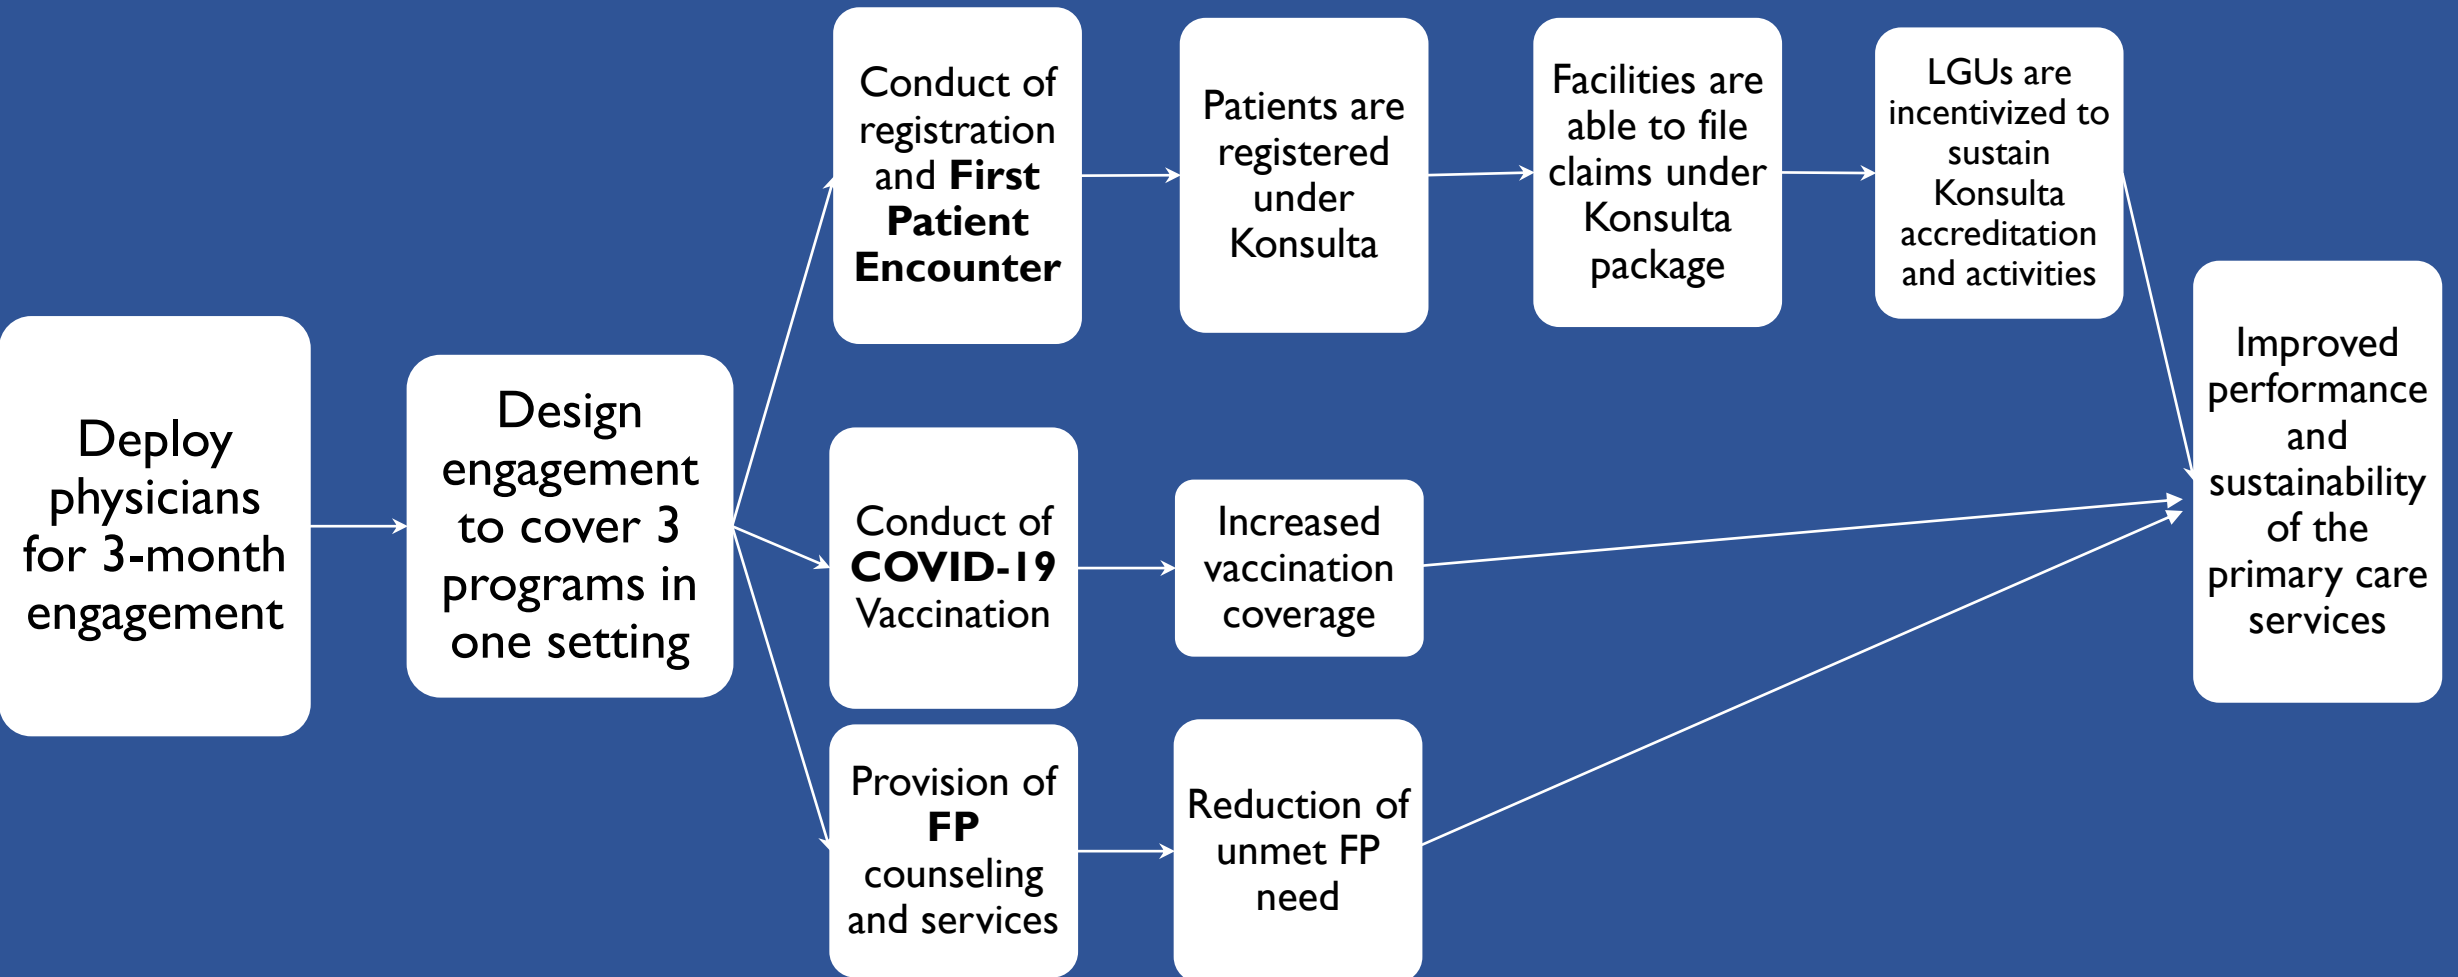 Deploy
physicians
for 3-month
engagement
Design
engagement
to cover 3
programs in
one setting
Conduct of
registration
and First
Patient
Encounter
Patients are
registered
under
Konsulta
Facilities are
able to file
claims under
Konsulta
package
LGUs are
incentivized to
sustain
Konsulta
accreditation
and activities
Conduct of
COVID-19
Vaccination
Increased
vaccination
coverage
Provision of
FP
counseling
and services
Reduction of
unmet FP
need
Improved
performance
and
sustainability
of the
primary care
services